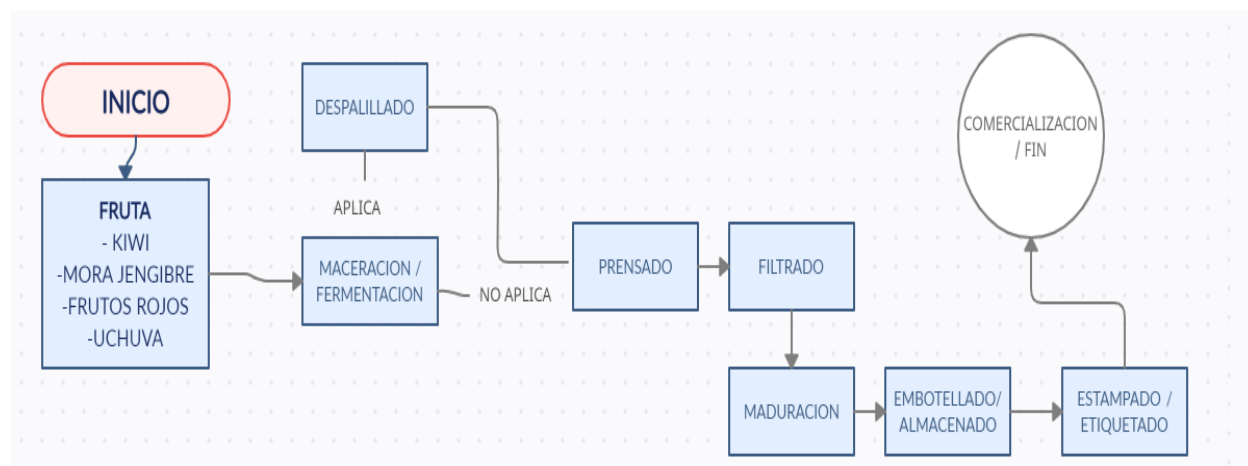 INICIO
FRUTA
- KIWI
-MORA JENGIBRE
-FRUTOS ROJOS
-UCHUVA
DESPALILLADO
APLICA
MACERACION /
FERMENTACION
NO APLICA
PRENSADO
FILTRADO
MADURACION
EMBOTELLADO/
ALMACENADO
ESTAMPADO /
ETIQUETADO
COMERCIALIZACION
/ FIN